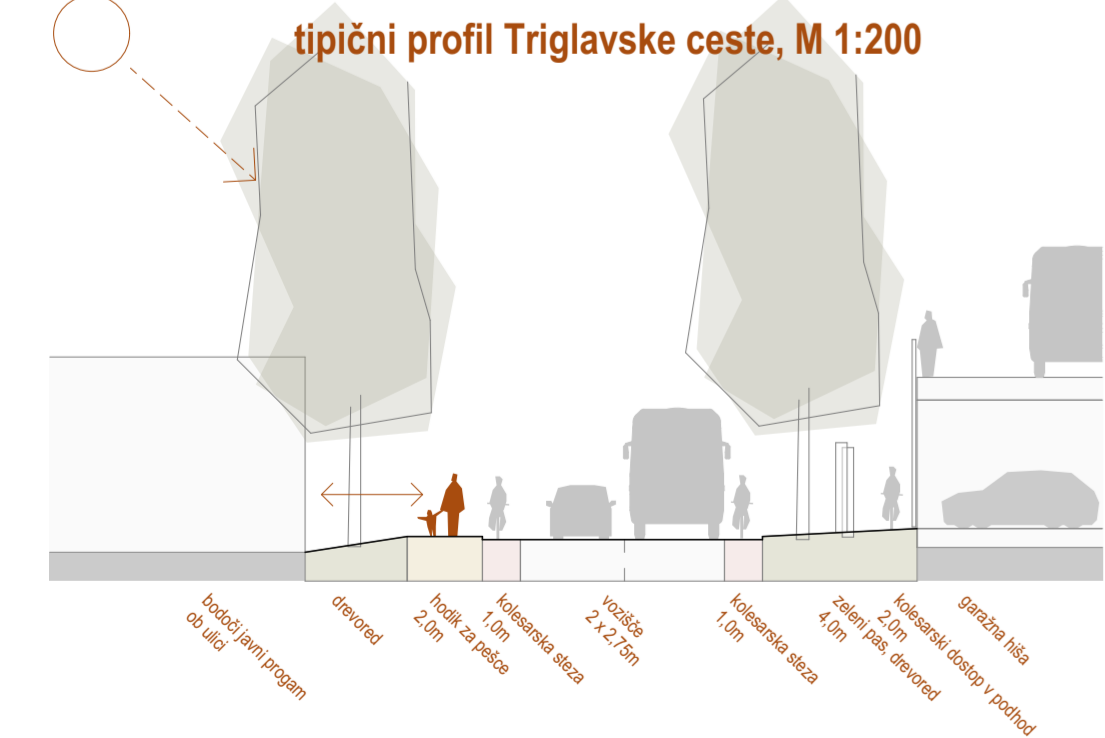 tipični profil Triglavske ceste, M 1:200
bodoči javni progam
ob ulici
drevored
hodik za pešce
2,0m
kolesarska steza
1,0m
vozišče
2 x 2,75m
kolesarska steza
1,0m
zeleni pas, drevored
4,0m
kolesarski dostop v podhod
2,0m
garažna hiša